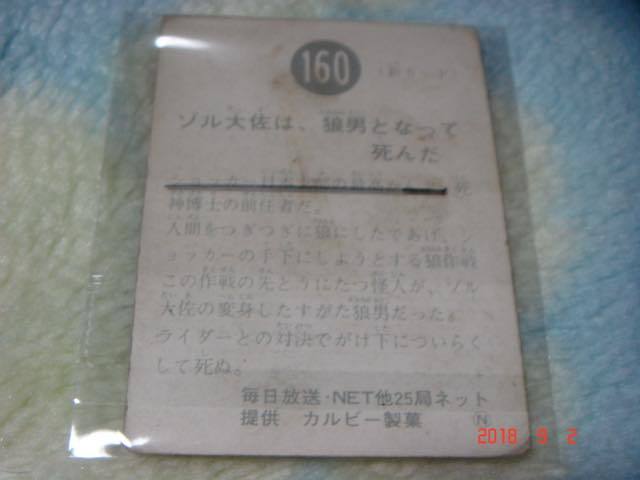 160
ゾル大佐は、狼男となって
死んだ
死
神博士の前任者だ。
人間をつぎつぎに狼にしたてあげ、シ
ョッカーの手下にしようとする狼作戦
この作戦の先とうにたつ怪人が、ゾル
大佐の変身したすがた狼男だった。
ライダーとの対決でがけ下についらく
して死ぬ。
毎日放送・NET他25局ネット
提供 カルビー製菓 Ⓝ
2018 9 2